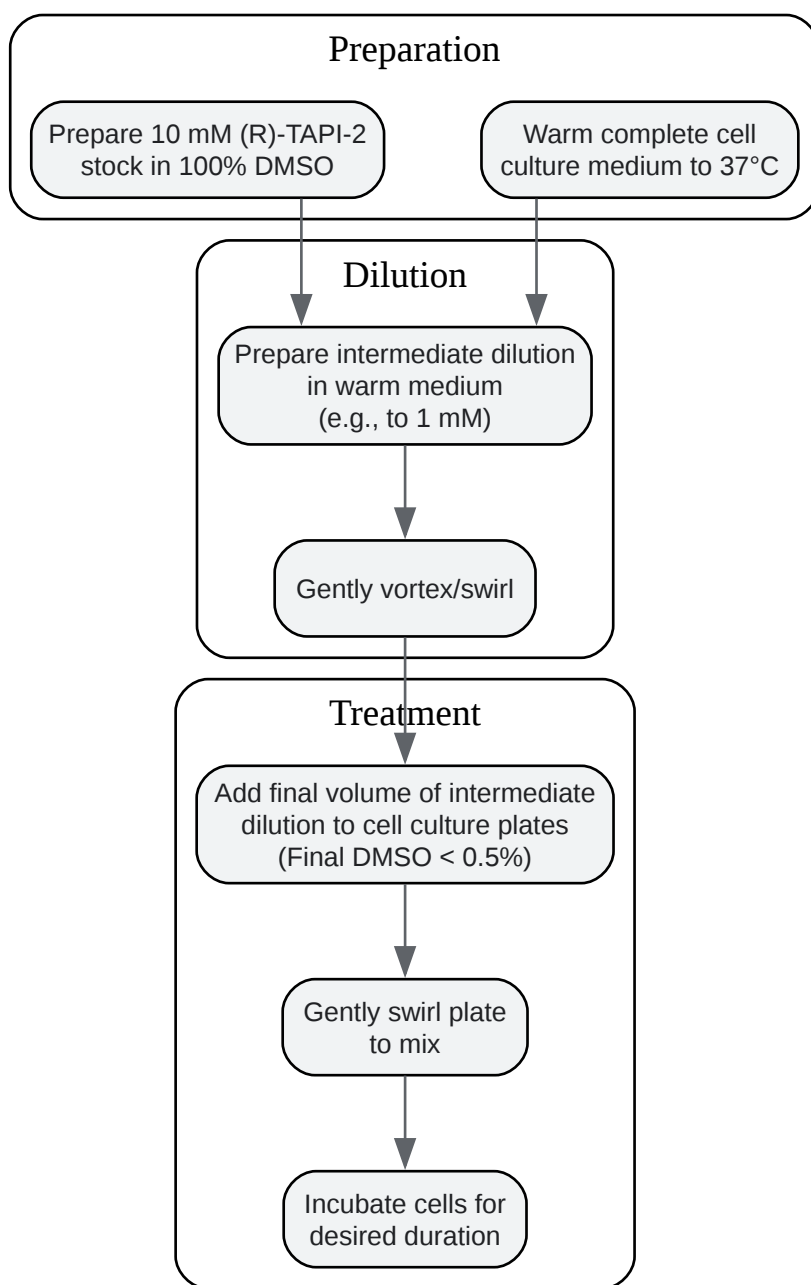 Preparation
Prepare 10 mM (R)-TAPI-2
stock in 100% DMSO
Warm complete cell
culture medium to 37°C
Dilution
Prepare intermediate dilution
in warm medium
(e.g., to 1 mM)
Gently vortex/swirl
Treatment
Add final volume of intermediate
dilution to cell culture plates
(Final DMSO < 0.5%)
Gently swirl plate
to mix
Incubate cells for
desired duration